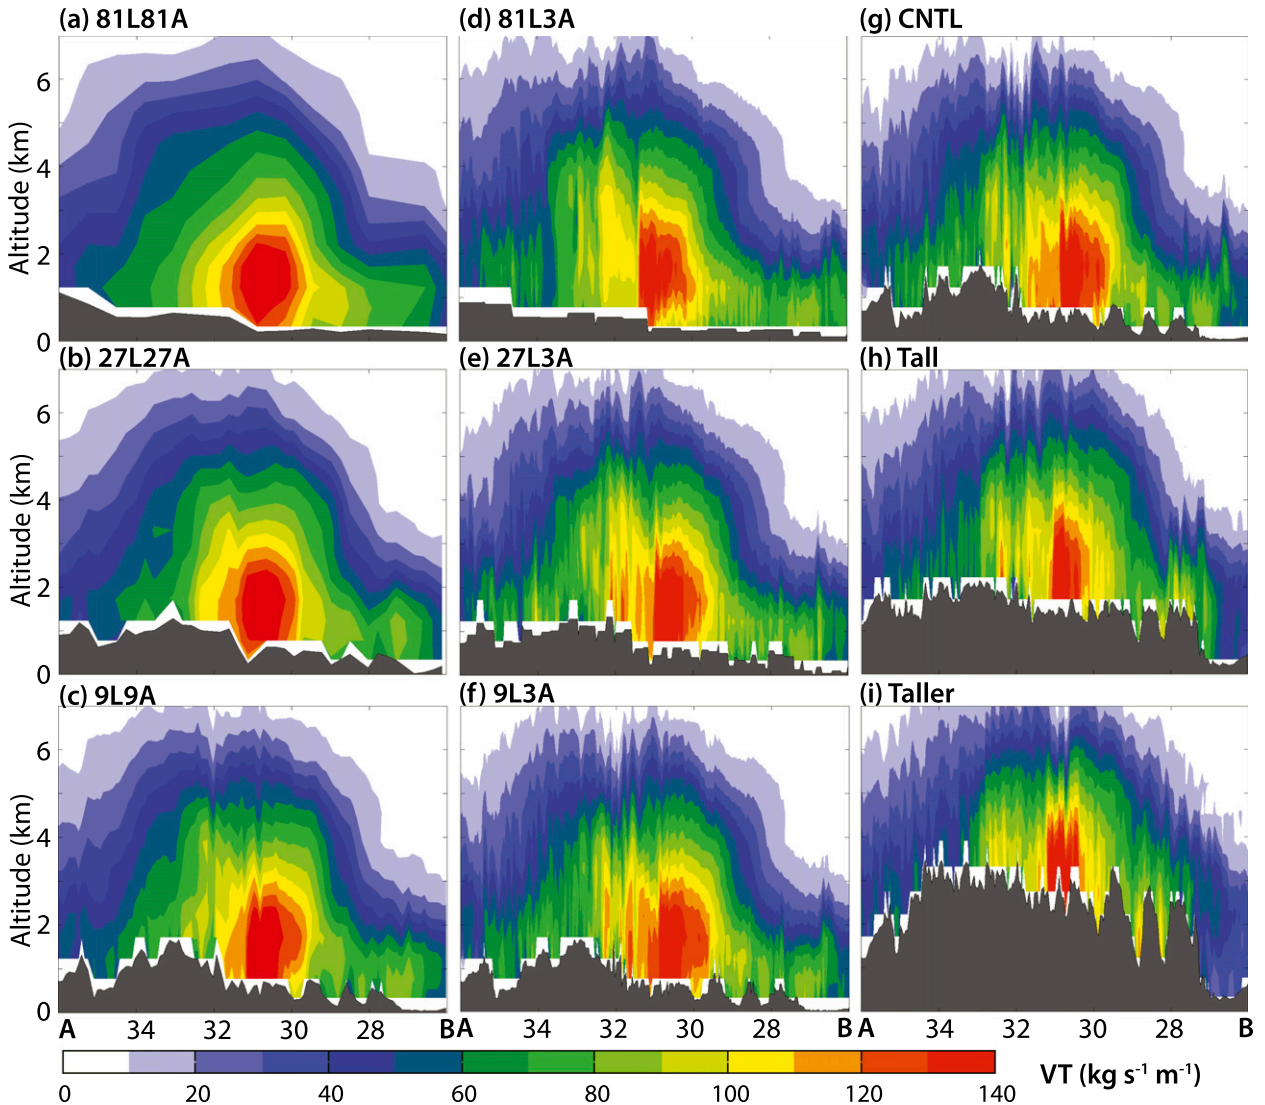 (a) 81L81A (d) 81L3A (g) CNTL
Altitude (km) 6 4 2 0
(b) 27L27A (e) 27L3A (h) Tall
Altitude (km) 6 4 2 0
(c) 9L9A (f) 9L3A (i) Taller
Altitude (km) 6 4 2 0
A 34 32 30 28 B A 34 32 30 28 B A 34 32 30 28 B
0 20 40 60 80 100 120 140 VT (kg s⁻¹ m⁻¹)